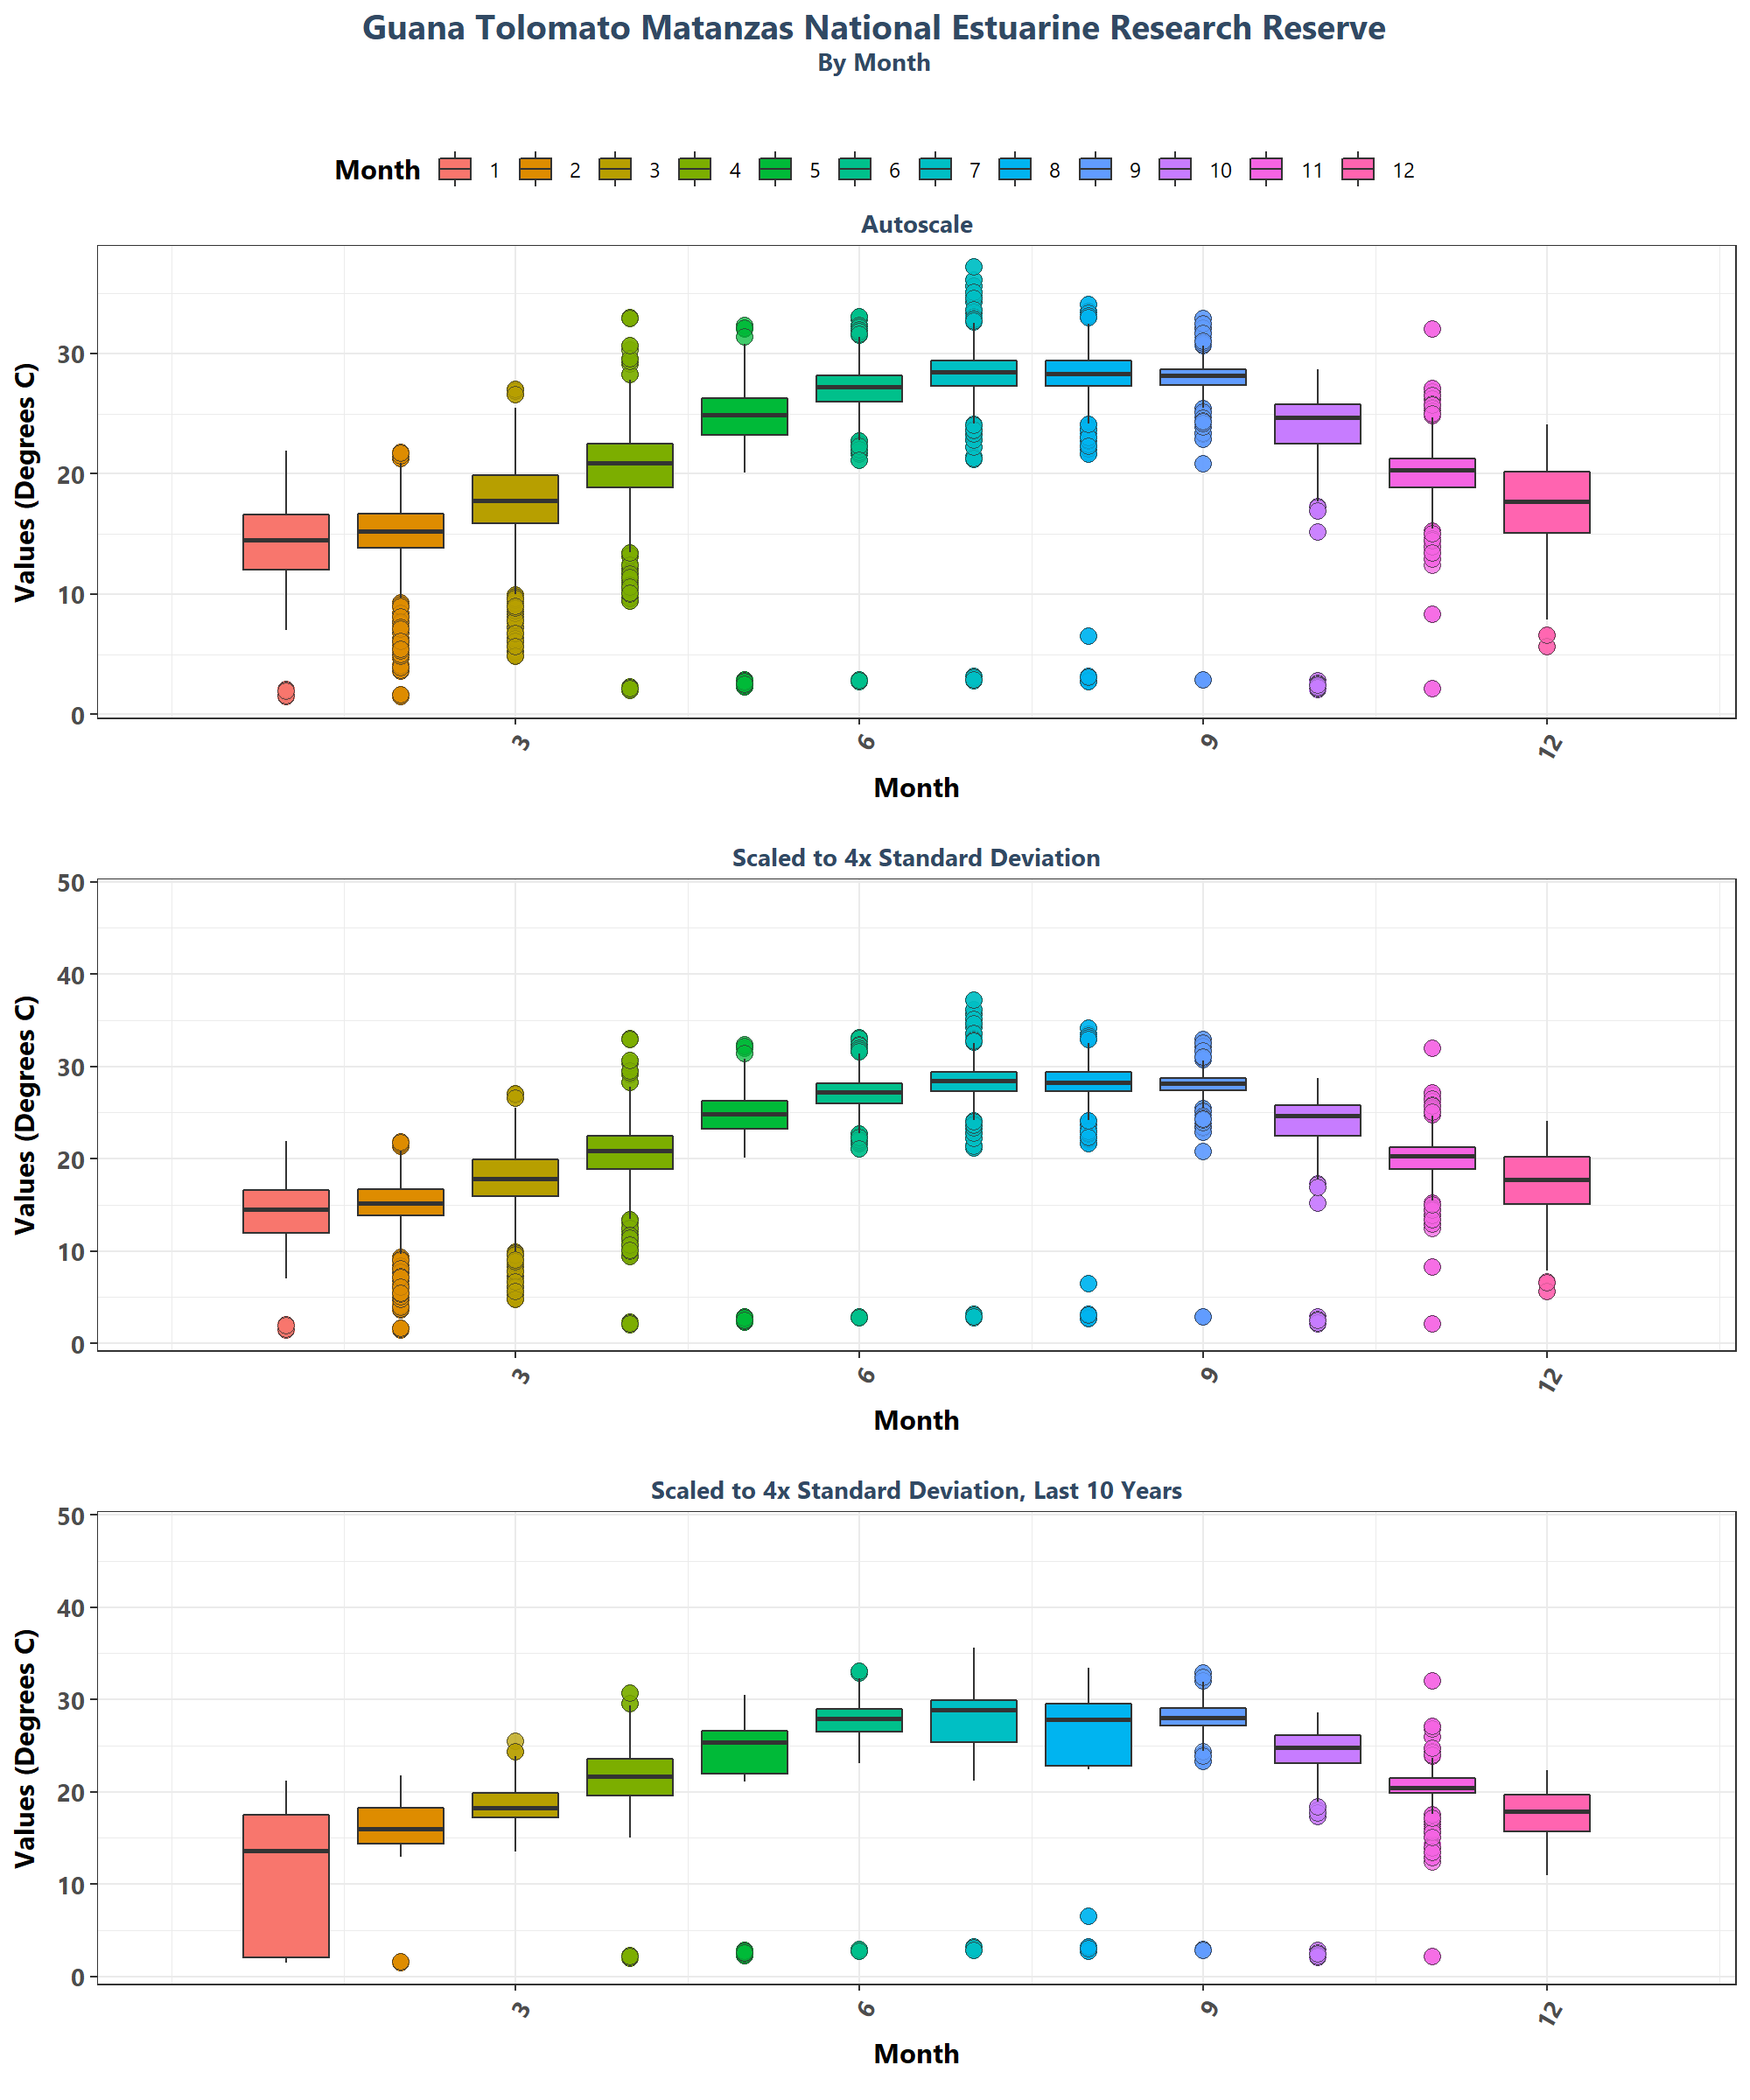 Guana Tolomato Matanzas National Estuarine Research Reserve
By Month
Month 1 2 3 4 5 6 7 8 9 10 11 12
Autoscale
Values (Degrees C)
30
20
10
0
3 6 9 12
Month
Scaled to 4x Standard Deviation
Values (Degrees C)
50
40
30
20
10
0
3 6 9 12
Month
Scaled to 4x Standard Deviation, Last 10 Years
Values (Degrees C)
50
40
30
20
10
0
3 6 9 12
Month